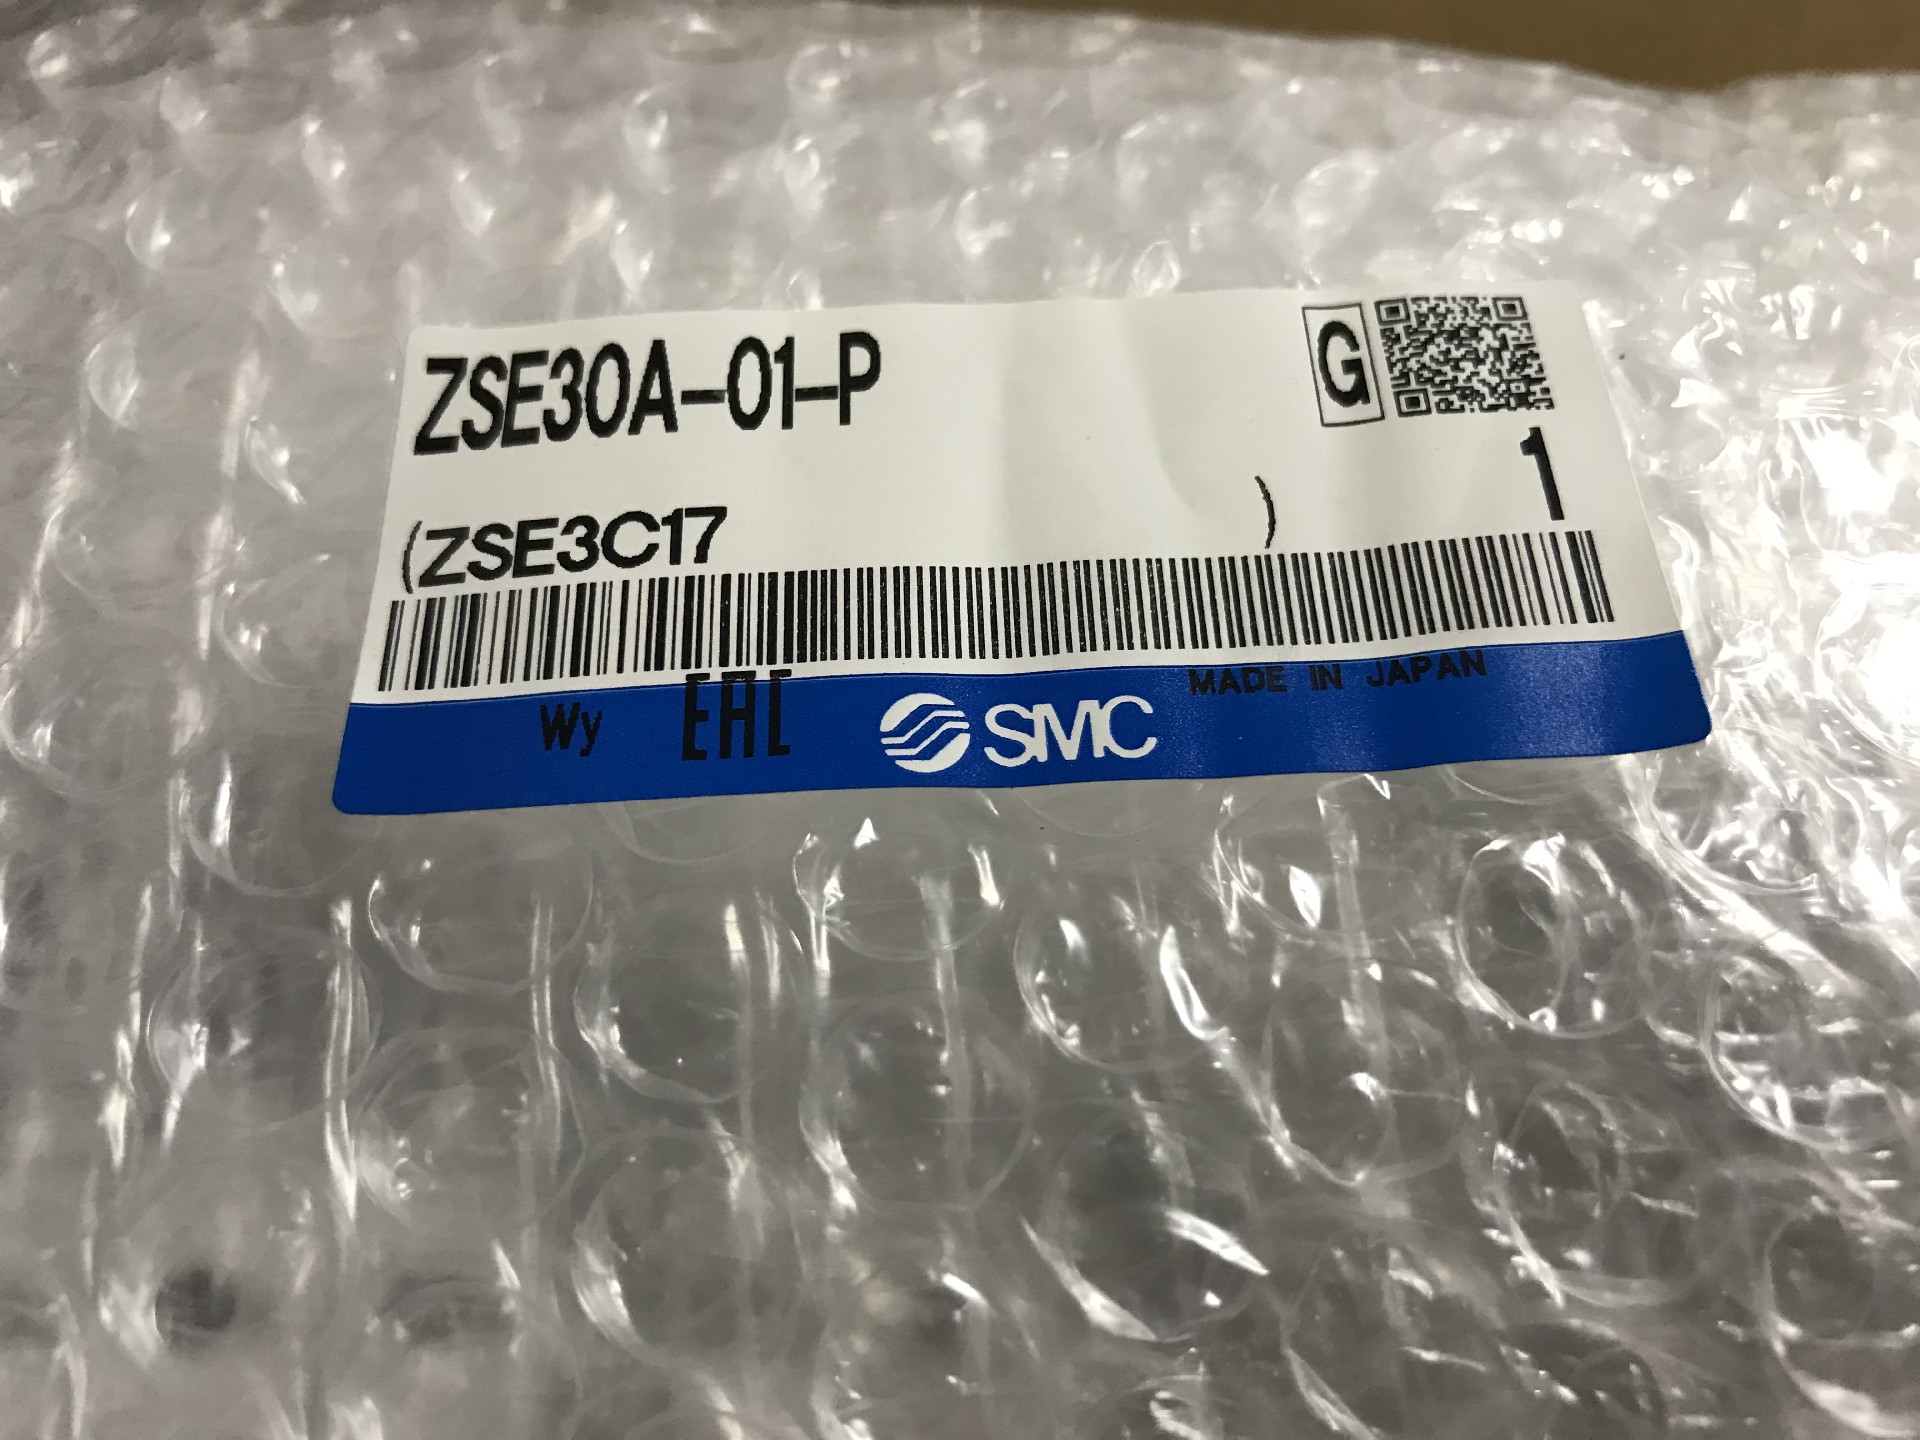 ZSE30A-01-P
G
1
(ZSE3C17 )
MADE IN JAPAN
Wy EAC SMC